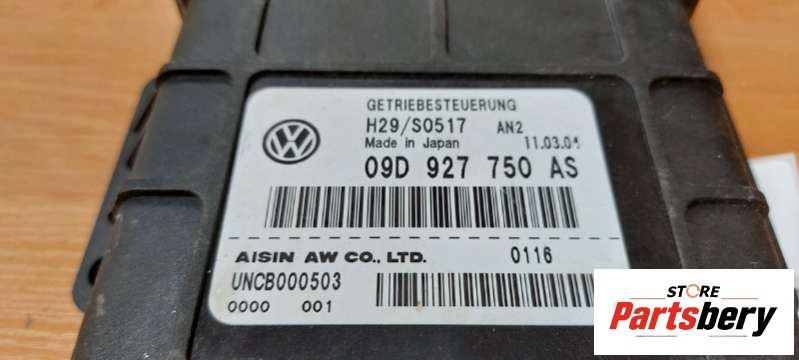 GETRIEBESTEUERUNG
H29/S0517 AN2
Made in Japan 11.03.0
09D 927 750 AS
AISIN AW CO., LTD. 0116
UNCB000503
0000 001
STORE
Partsbery